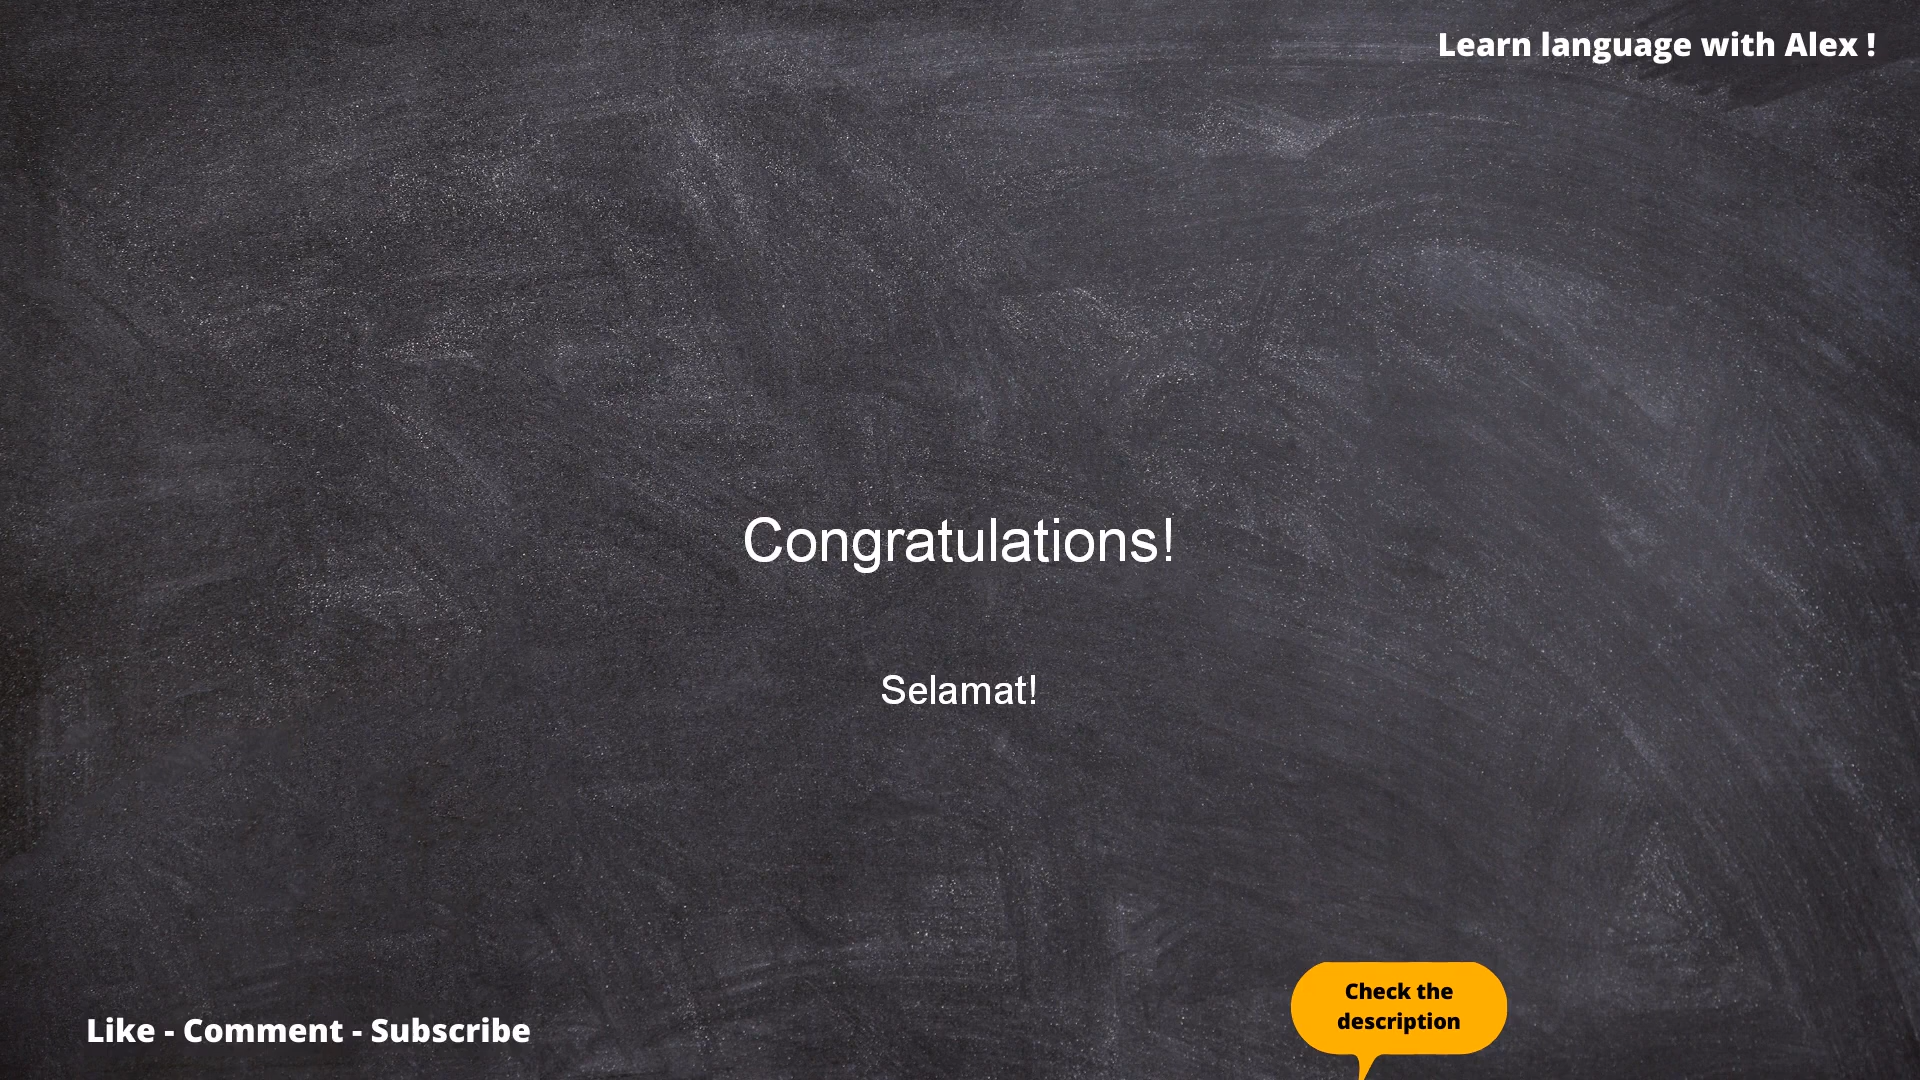 Learn language with Alex !
Congratulations!
Selamat!
Check the
description
Like - Comment - Subscribe